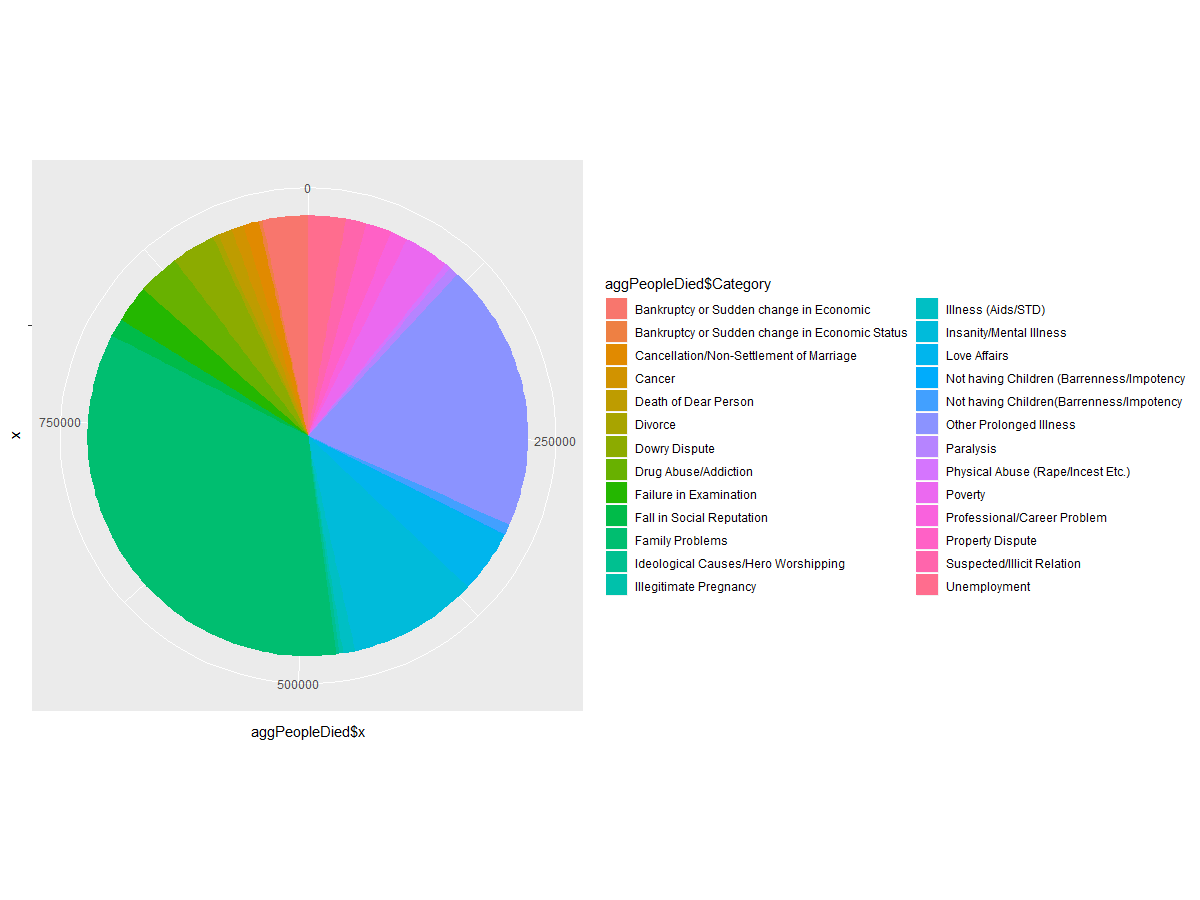 0
750000
250000
500000
x
aggPeopleDied$x
aggPeopleDied$Category
Bankruptcy or Sudden change in Economic
Bankruptcy or Sudden change in Economic Status
Cancellation/Non-Settlement of Marriage
Cancer
Death of Dear Person
Divorce
Dowry Dispute
Drug Abuse/Addiction
Failure in Examination
Fall in Social Reputation
Family Problems
Ideological Causes/Hero Worshipping
Illegitimate Pregnancy
Illness (Aids/STD)
Insanity/Mental Illness
Love Affairs
Not having Children (Barrenness/Impotency
Not having Children(Barrenness/Impotency
Other Prolonged Illness
Paralysis
Physical Abuse (Rape/Incest Etc.)
Poverty
Professional/Career Problem
Property Dispute
Suspected/Illicit Relation
Unemployment